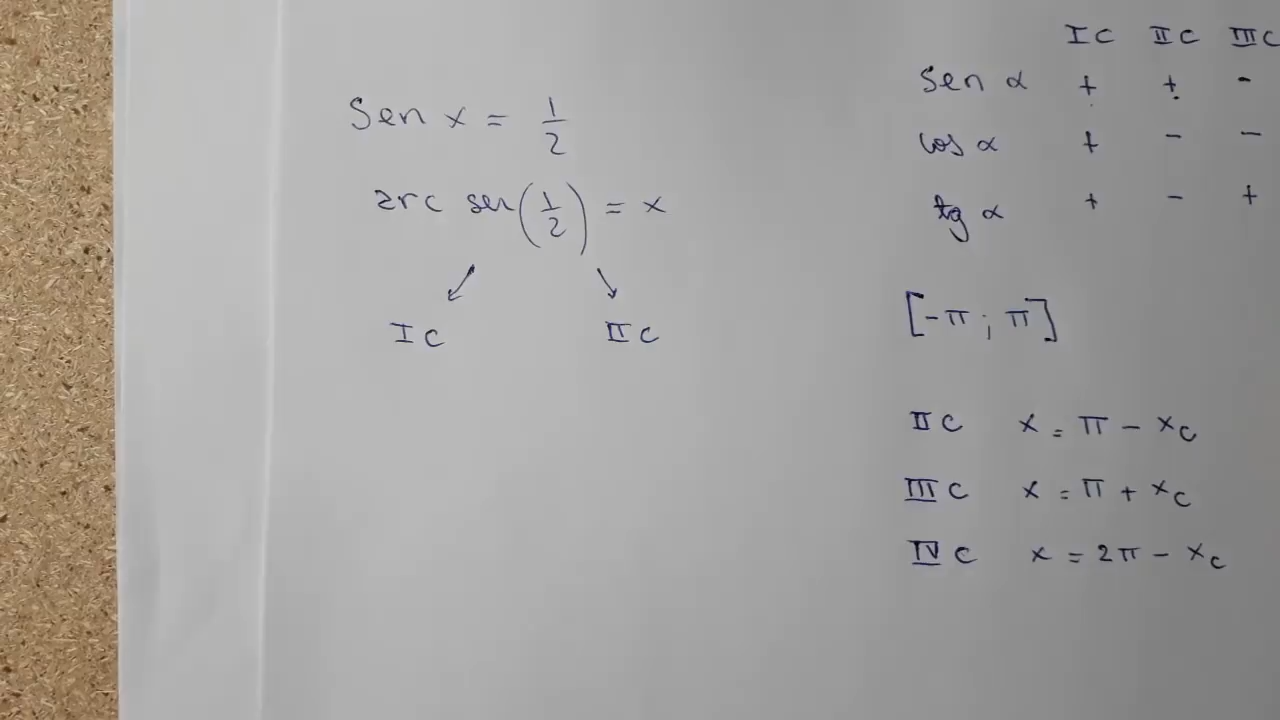 Sen x = 1/2
arc sen(1/2) = x
I C II C
I C II C III C
Sen α + + -
cos α + - -
tg α + - +
[-π ; π]
II C x = π - xC
III C x = π + xC
IV C x = 2π - xC